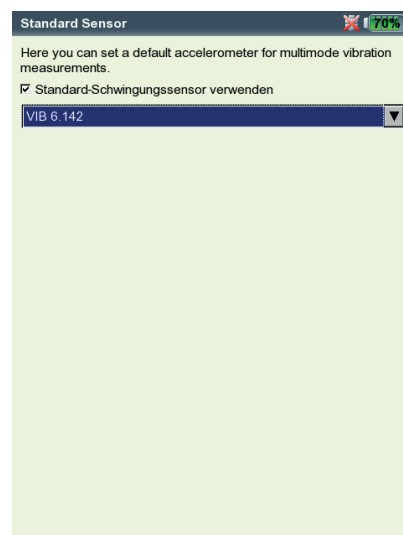 Standard Sensor
70%
Here you can set a default accelerometer for multimode vibration
measurements.
Standard-Schwingungssensor verwenden
VIB 6.142